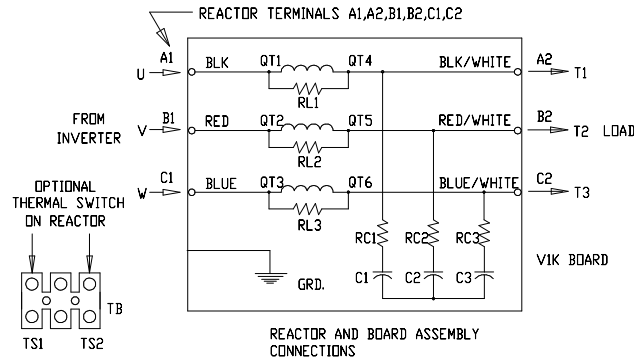 REACTOR TERMINALS A1,A2,B1,B2,C1,C2
A1 BLK QT1 QT4 BLK/WHITE A2
U RL1 T1
FROM INVERTER
B1 RED QT2 QT5 RED/WHITE B2
V RL2 T2 LOAD
C1 BLUE QT3 QT6 BLUE/WHITE C2
W RL3 T3
OPTIONAL
THERMAL SWITCH
ON REACTOR
RC1 RC2 RC3
V1K BOARD
C1 C2 C3
GRD.
TB
TS1 TS2
REACTOR AND BOARD ASSEMBLY
CONNECTIONS